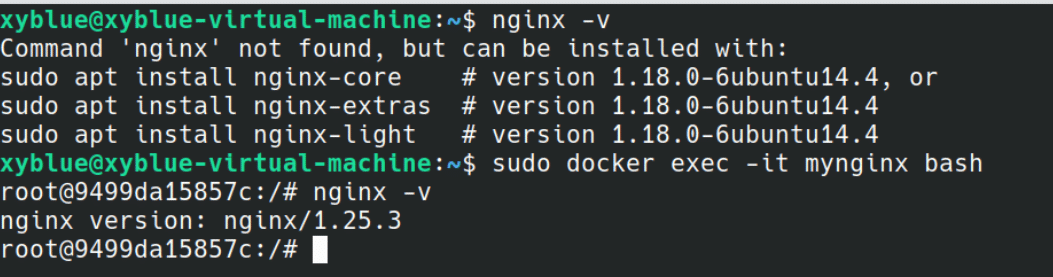 xyblue@xyblue-virtual-machine:~$ nginx -v
Command 'nginx' not found, but can be installed with:
sudo apt install nginx-core    # version 1.18.0-6ubuntu14.4, or
sudo apt install nginx-extras  # version 1.18.0-6ubuntu14.4
sudo apt install nginx-light   # version 1.18.0-6ubuntu14.4
xyblue@xyblue-virtual-machine:~$ sudo docker exec -it mynginx bash
root@9499da15857c:/# nginx -v
nginx version: nginx/1.25.3
root@9499da15857c:/#